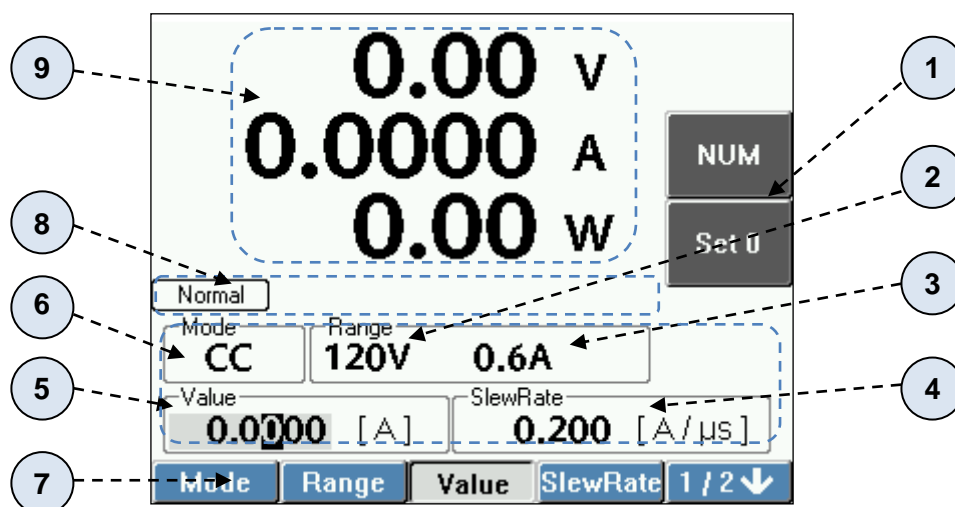 9
0.00 V
1
0.0000 A
NUM
2
8
0.00 W
Set 0
3
Normal
6
Mode
Range
CC
120V 0.6A
5
Value
SlewRate
4
0.0000 [A]
0.200 [A/µs]
7
Mode Range Value SlewRate 1/2↓